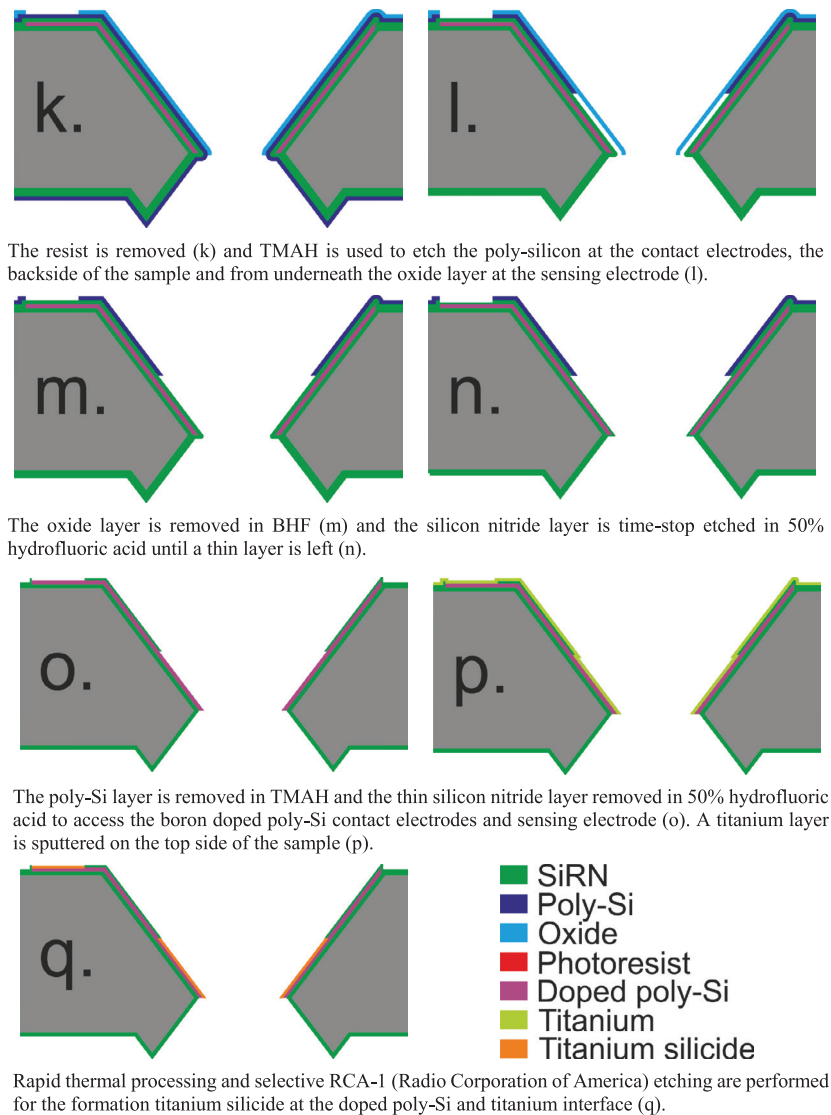 k.
l.
The resist is removed (k) and TMAH is used to etch the poly-silicon at the contact electrodes, the
backside of the sample and from underneath the oxide layer at the sensing electrode (l).
m.
n.
The oxide layer is removed in BHF (m) and the silicon nitride layer is time-stop etched in 50%
hydrofluoric acid until a thin layer is left (n).
o.
p.
The poly-Si layer is removed in TMAH and the thin silicon nitride layer removed in 50% hydrofluoric
acid to access the boron doped poly-Si contact electrodes and sensing electrode (o). A titanium layer
is sputtered on the top side of the sample (p).
q.
SiRN
Poly-Si
Oxide
Photoresist
Doped poly-Si
Titanium
Titanium silicide
Rapid thermal processing and selective RCA-1 (Radio Corporation of America) etching are performed
for the formation titanium silicide at the doped poly-Si and titanium interface (q).